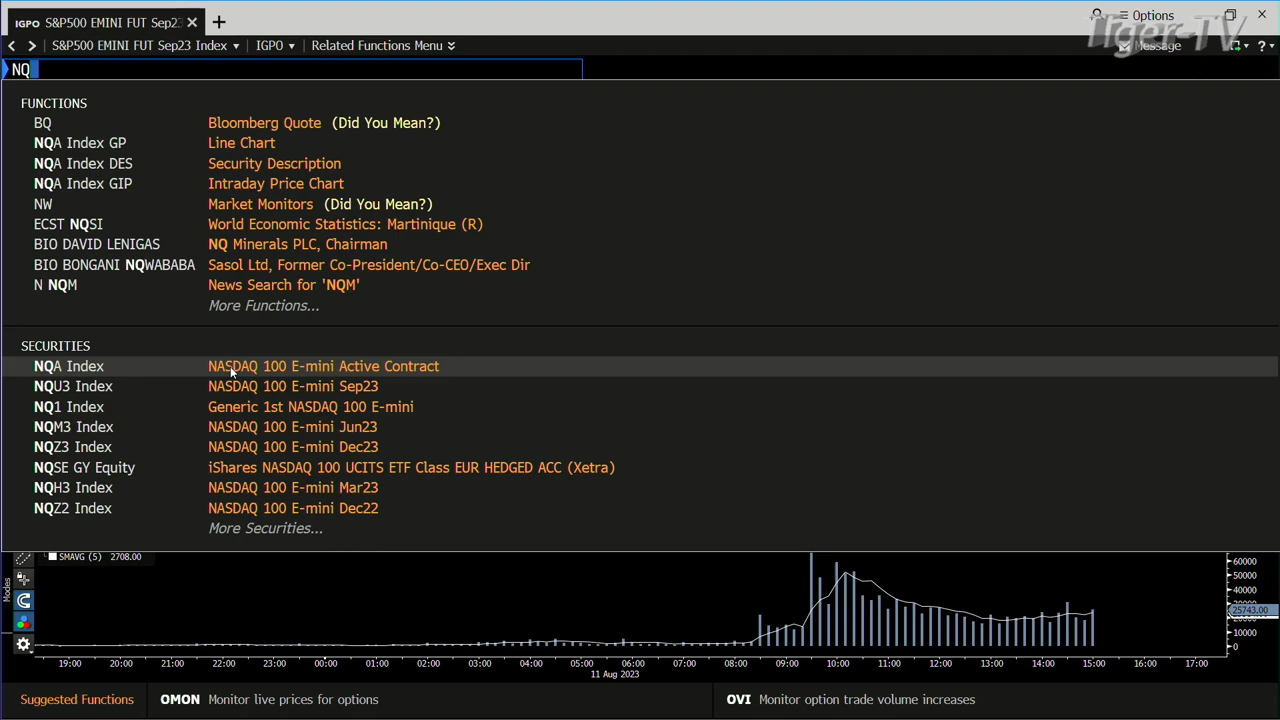 IGPO S&P500 EMINI FUT Sep23
Options
S&P500 EMINI FUT Sep23 Index IGPO Related Functions Menu Message ?
Tiger-TV
NQ
FUNCTIONS
BQ Bloomberg Quote (Did You Mean?)
NQA Index GP Line Chart
NQA Index DES Security Description
NQA Index GIP Intraday Price Chart
NW Market Monitors (Did You Mean?)
ECST NQSI World Economic Statistics: Martinique (R)
BIO DAVID LENIGAS NQ Minerals PLC, Chairman
BIO BONGANI NQWABABA Sasol Ltd, Former Co-President/Co-CEO/Exec Dir
N NQM News Search for 'NQM'
More Functions...
SECURITIES
NQA Index NASDAQ 100 E-mini Active Contract
NQU3 Index NASDAQ 100 E-mini Sep23
NQ1 Index Generic 1st NASDAQ 100 E-mini
NQM3 Index NASDAQ 100 E-mini Jun23
NQZ3 Index NASDAQ 100 E-mini Dec23
NQSE GY Equity iShares NASDAQ 100 UCITS ETF Class EUR HEDGED ACC (Xetra)
NQH3 Index NASDAQ 100 E-mini Mar23
NQZ2 Index NASDAQ 100 E-mini Dec22
More Securities...
SMAVG (5) 2708.00
Modes
60000
50000
40000
25743.00
10000
0
19:00 20:00 21:00 22:00 23:00 00:00 01:00 02:00 03:00 04:00 05:00 06:00 07:00 08:00 09:00 10:00 11:00 12:00 13:00 14:00 15:00 16:00 17:00
11 Aug 2023
Suggested Functions OMON Monitor live prices for options OVI Monitor option trade volume increases